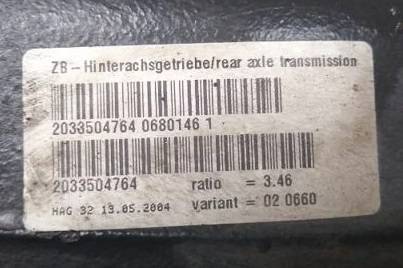 ZB - Hinterachsgetriebe/rear axle transmission
2033504764 0680146 1
2033504764 ratio = 3.46
HAG 32 13.05.2004 variant = 02 0660